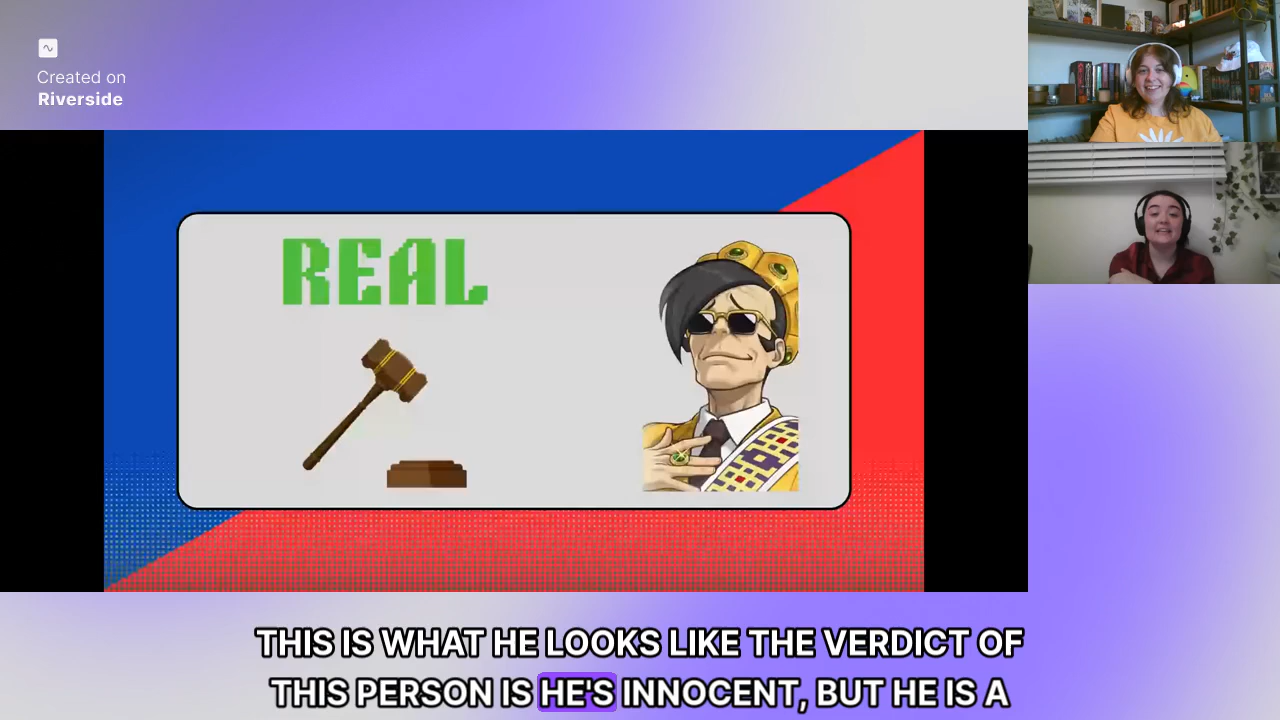 Created on
Riverside
REAL
THIS IS WHAT HE LOOKS LIKE THE VERDICT OF
THIS PERSON IS HE'S INNOCENT, BUT HE IS A